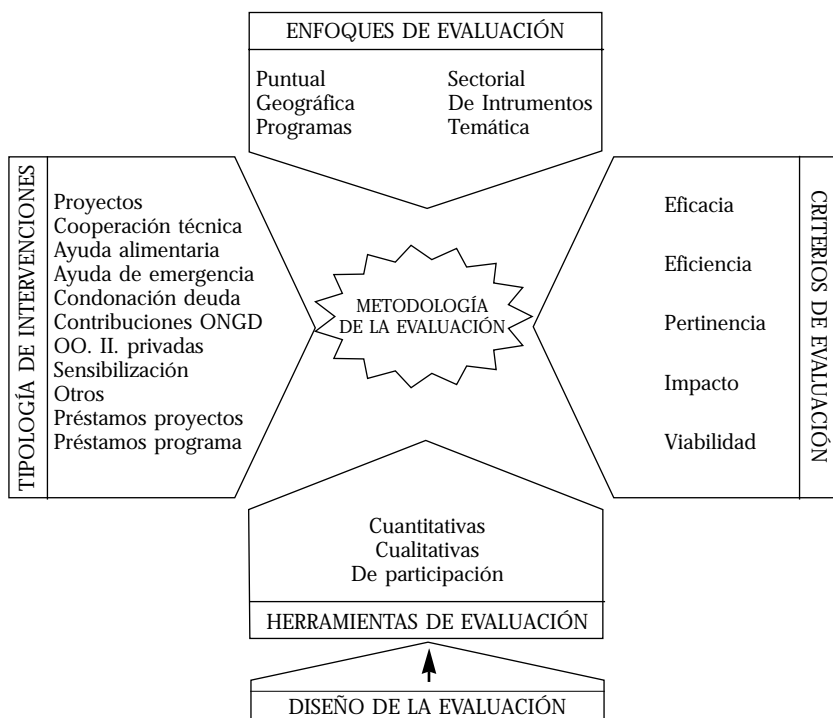 ENFOQUES DE EVALUACIÓN
Puntual
Geográfica
Programas
Sectorial
De Intrumentos
Temática
TIPOLOGÍA DE INTERVENCIONES
Proyectos
Cooperación técnica
Ayuda alimentaria
Ayuda de emergencia
Condonación deuda
Contribuciones ONGD
OO. II. privadas
Sensibilización
Otros
Préstamos proyectos
Préstamos programa
METODOLOGÍA
DE LA EVALUACIÓN
Eficacia
Eficiencia
Pertinencia
Impacto
Viabilidad
CRITERIOS DE EVALUACIÓN
Cuantitativas
Cualitativas
De participación
HERRAMIENTAS DE EVALUACIÓN
DISEÑO DE LA EVALUACIÓN